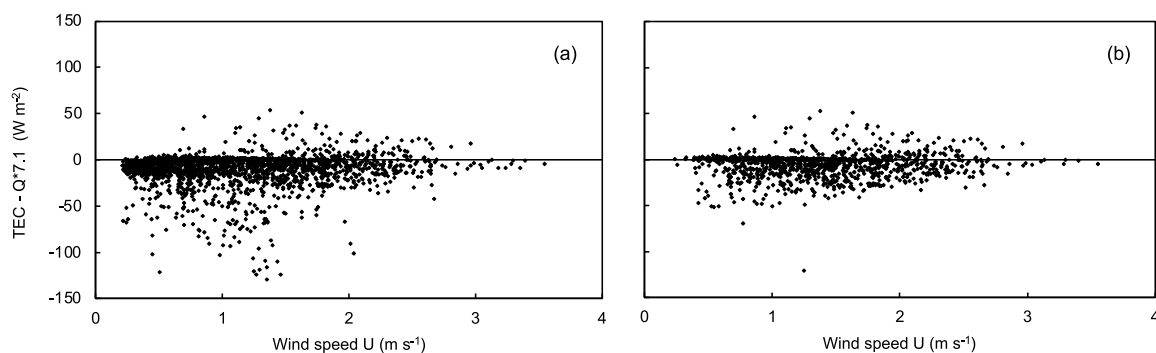 150
100
50
0
-50
-100
-150
TEC - Q*7.1 (W m-2)
(a)
0 1 2 3 4
Wind speed U (m s-1)
(b)
0 1 2 3 4
Wind speed U (m s-1)